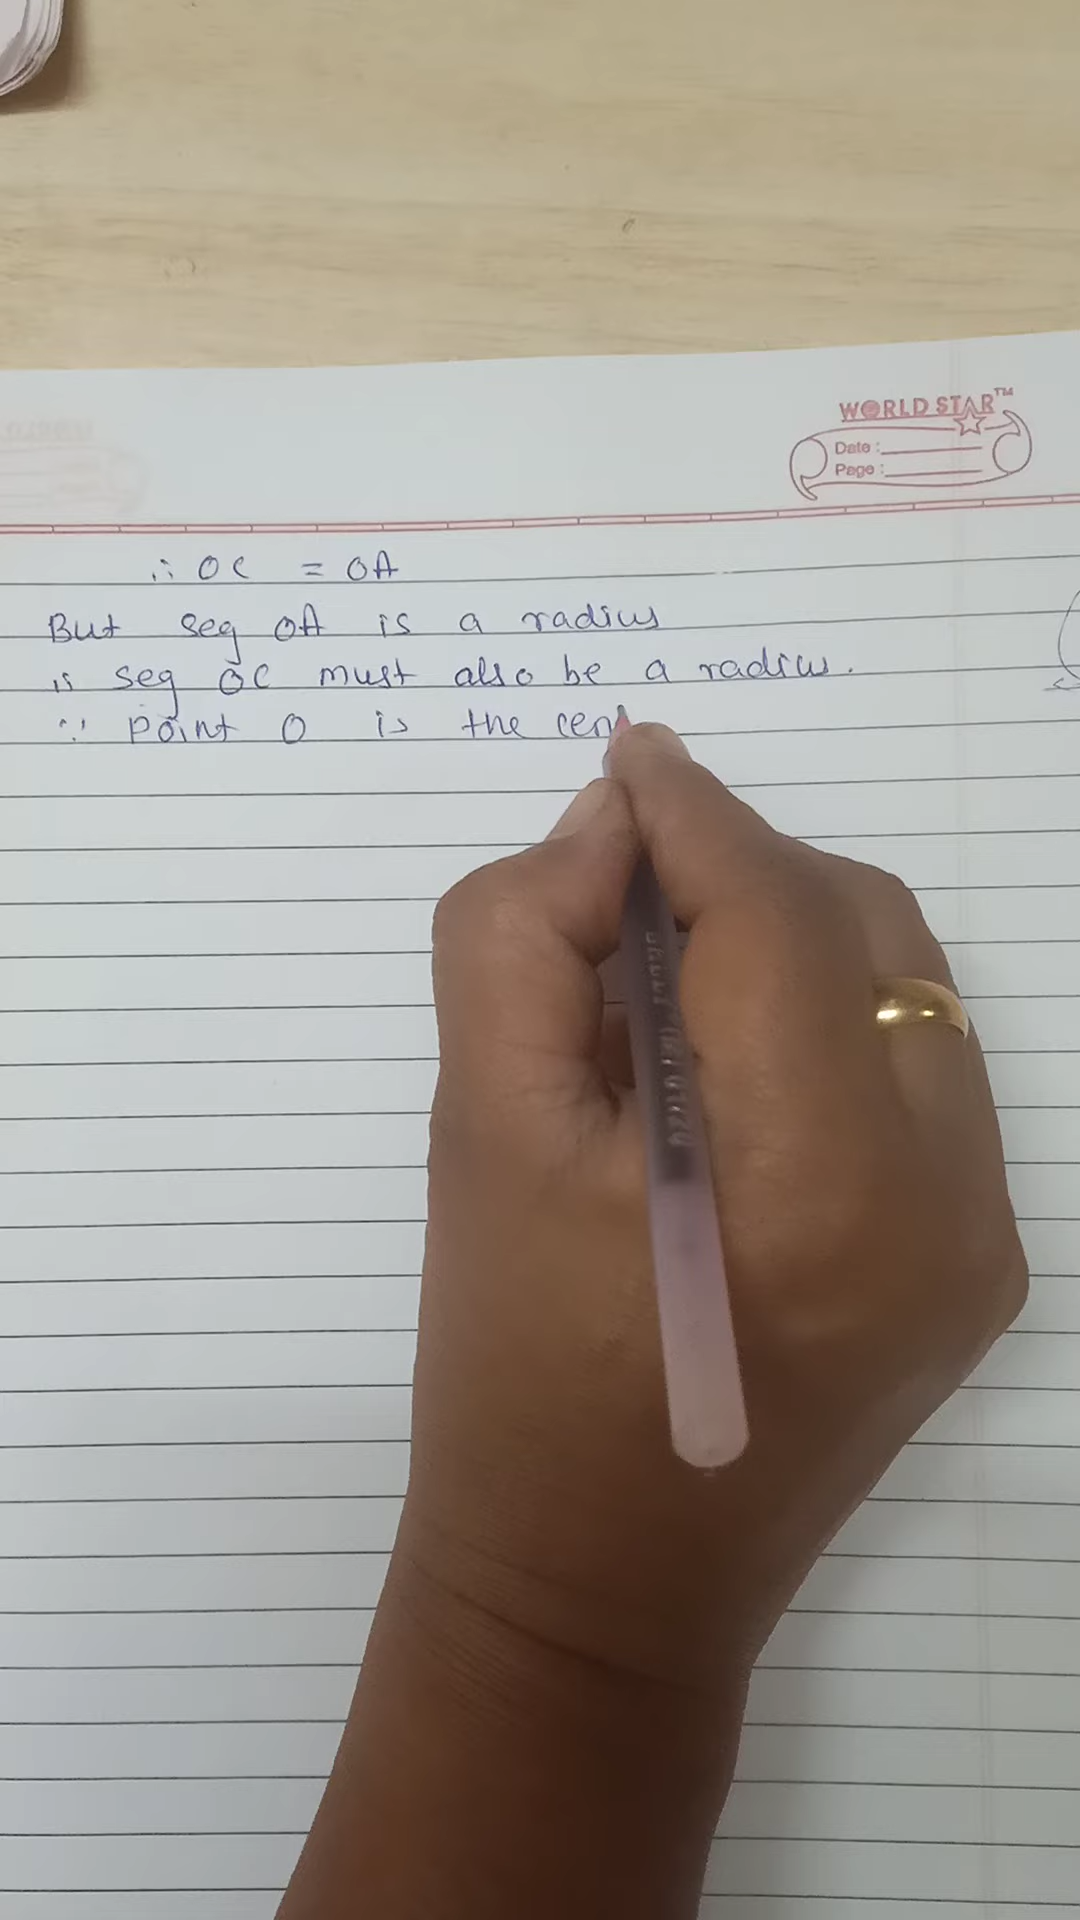 WORLD STAR™
Date :
Page :
∴ OC = OA
But seg OA is a radius
is seg OC must also be a radius.
∵ point O is the cen